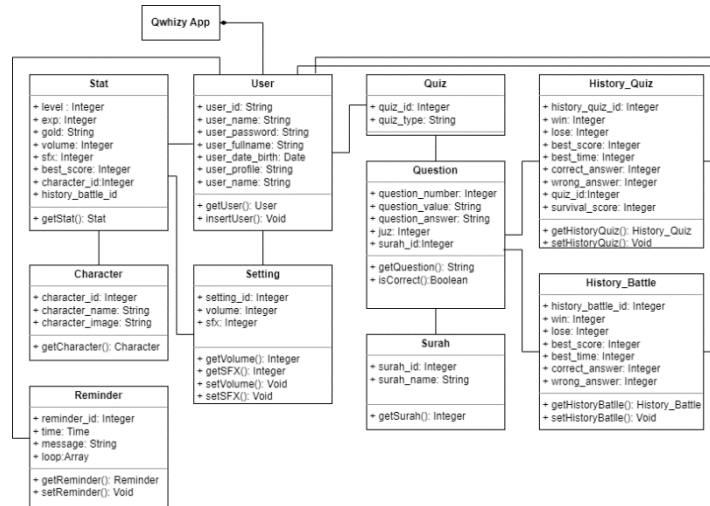 Qwhizy App
Stat
+ level : Integer
+ exp: Integer
+ gold: String
+ volume: Integer
+ sfx: Integer
+ best_score: Integer
+ character_id:Integer
+ history_battle_id
+ getStat(): Stat
User
+ user_id: String
+ user_name: String
+ user_password: String
+ user_fullname: String
+ user_date_birth: Date
+ user_profile: String
+ user_name: String
+ getUser(): User
+ insertUser(): Void
Quiz
+ quiz_id: Integer
+ quiz_type: String
History_Quiz
+ history_quiz_id: Integer
+ win: Integer
+ lose: Integer
+ best_score: Integer
+ best_time: Integer
+ correct_answer: Integer
+ wrong_answer: Integer
+ quiz_id:Integer
+ survival_score: Integer
+ getHistoryQuiz(): History_Quiz
+ setHistoryQuiz(): Void
Question
+ question_number: Integer
+ question_value: String
+ question_answer: String
+ juz: Integer
+ surah_id:Integer
+ getQuestion(): String
+ isCorrect():Boolean
Character
+ character_id: Integer
+ character_name: String
+ character_image: String
+ getCharacter(): Character
Setting
+ setting_id: Integer
+ volume: Integer
+ sfx: Integer
+ getVolume(): Integer
+ getSFX(): Integer
+ setVolume(): Void
+ setSFX(): Void
History_Battle
+ history_battle_id: Integer
+ win: Integer
+ lose: Integer
+ best_score: Integer
+ best_time: Integer
+ correct_answer: Integer
+ wrong_answer: Integer
+ getHistoryBatlle(): History_Battle
+ setHistoryBatlle(): Void
Surah
+ surah_id: Integer
+ surah_name: String
+ getSurah(): Integer
Reminder
+ reminder_id: Integer
+ time: Time
+ message: String
+ loop:Array
+ getReminder(): Reminder
+ setReminder(): Void